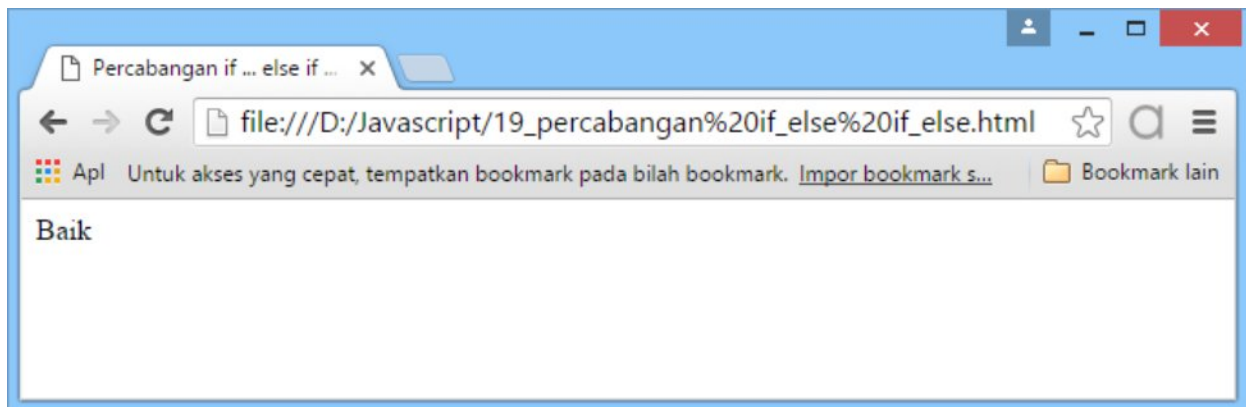 Percabangan if ... else if ...
file:///D:/Javascript/19_percabangan%20if_else%20if_else.html
Apl Untuk akses yang cepat, tempatkan bookmark pada bilah bookmark. Impor bookmark s... Bookmark lain
Baik